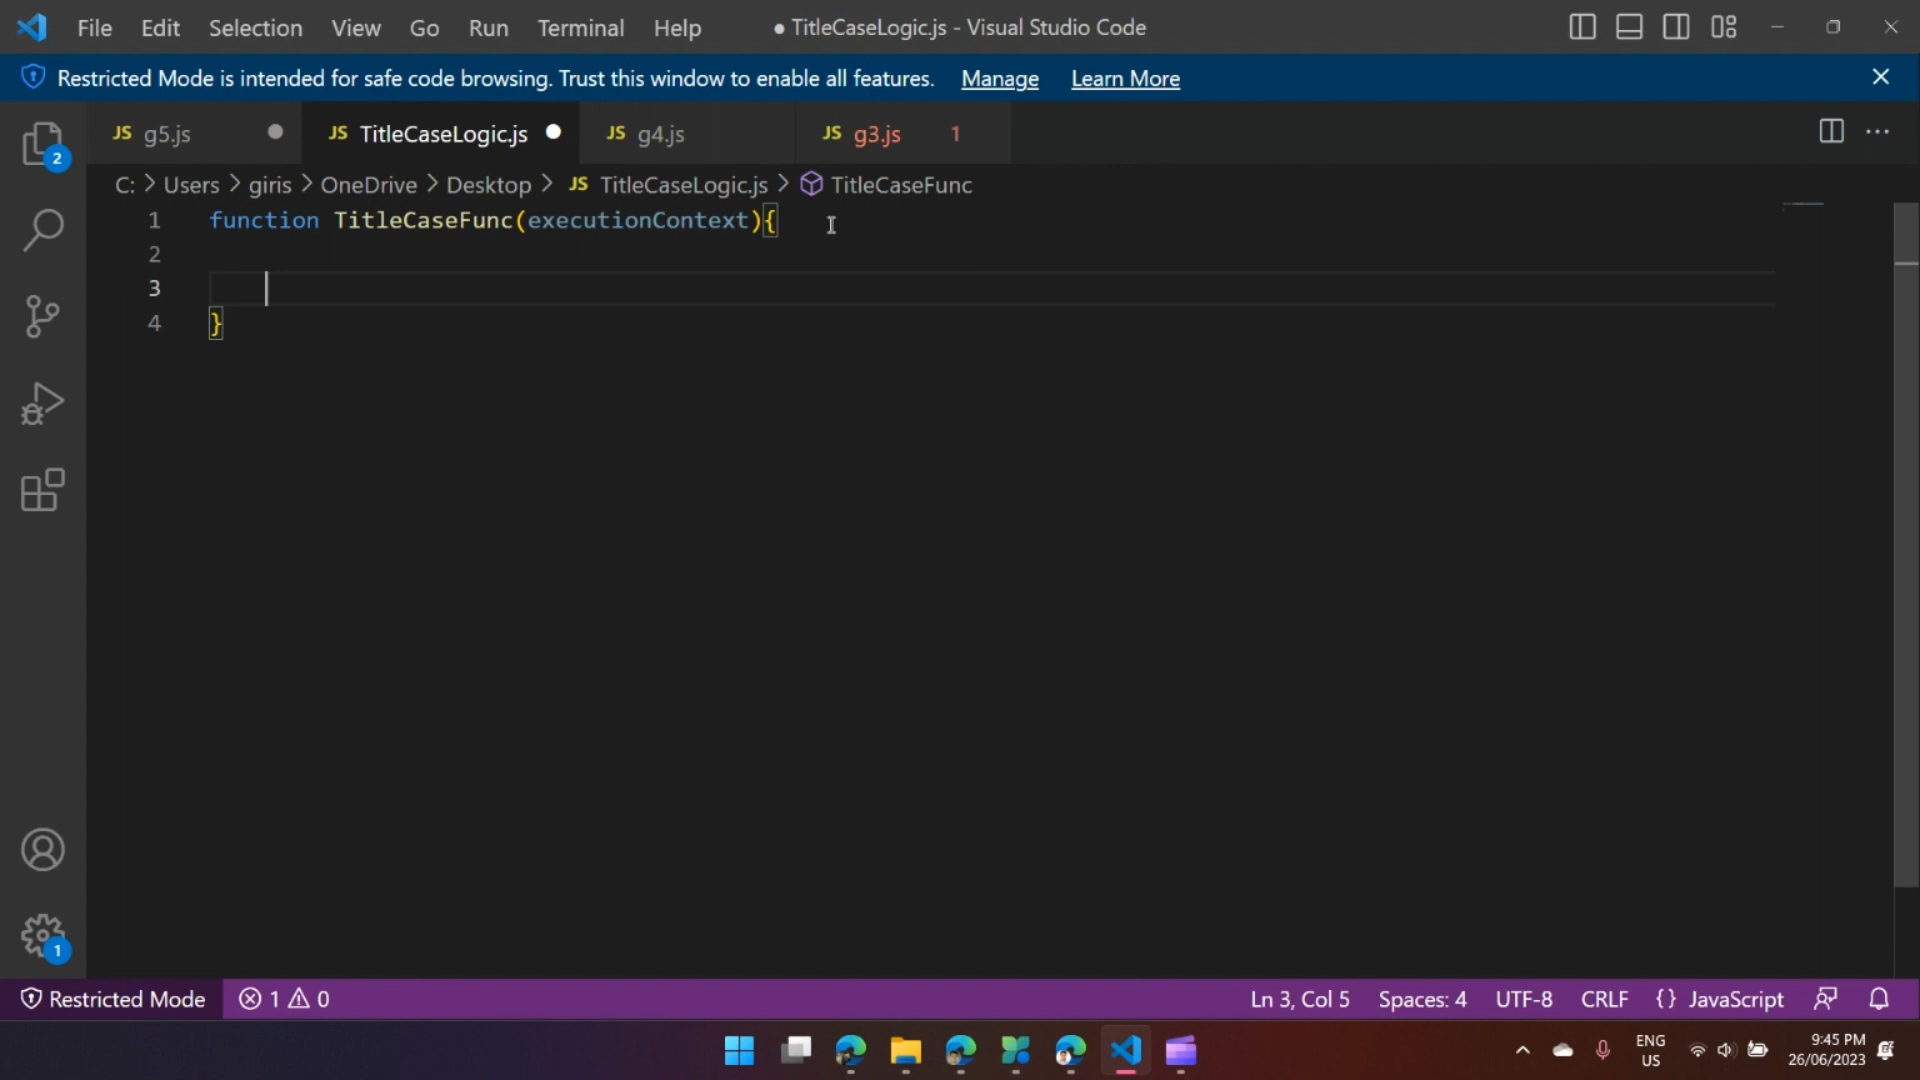 File Edit Selection View Go Run Terminal Help ● TitleCaseLogic.js - Visual Studio Code
Restricted Mode is intended for safe code browsing. Trust this window to enable all features. Manage Learn More
JS g5.js JS TitleCaseLogic.js JS g4.js JS g3.js 1
2
C: > Users > giris > OneDrive > Desktop > JS TitleCaseLogic.js > TitleCaseFunc
1 function TitleCaseFunc(executionContext){
2
3
4 }
1
Restricted Mode 1 0 Ln 3, Col 5 Spaces: 4 UTF-8 CRLF {} JavaScript
ENG 9:45 PM
US 26/06/2023